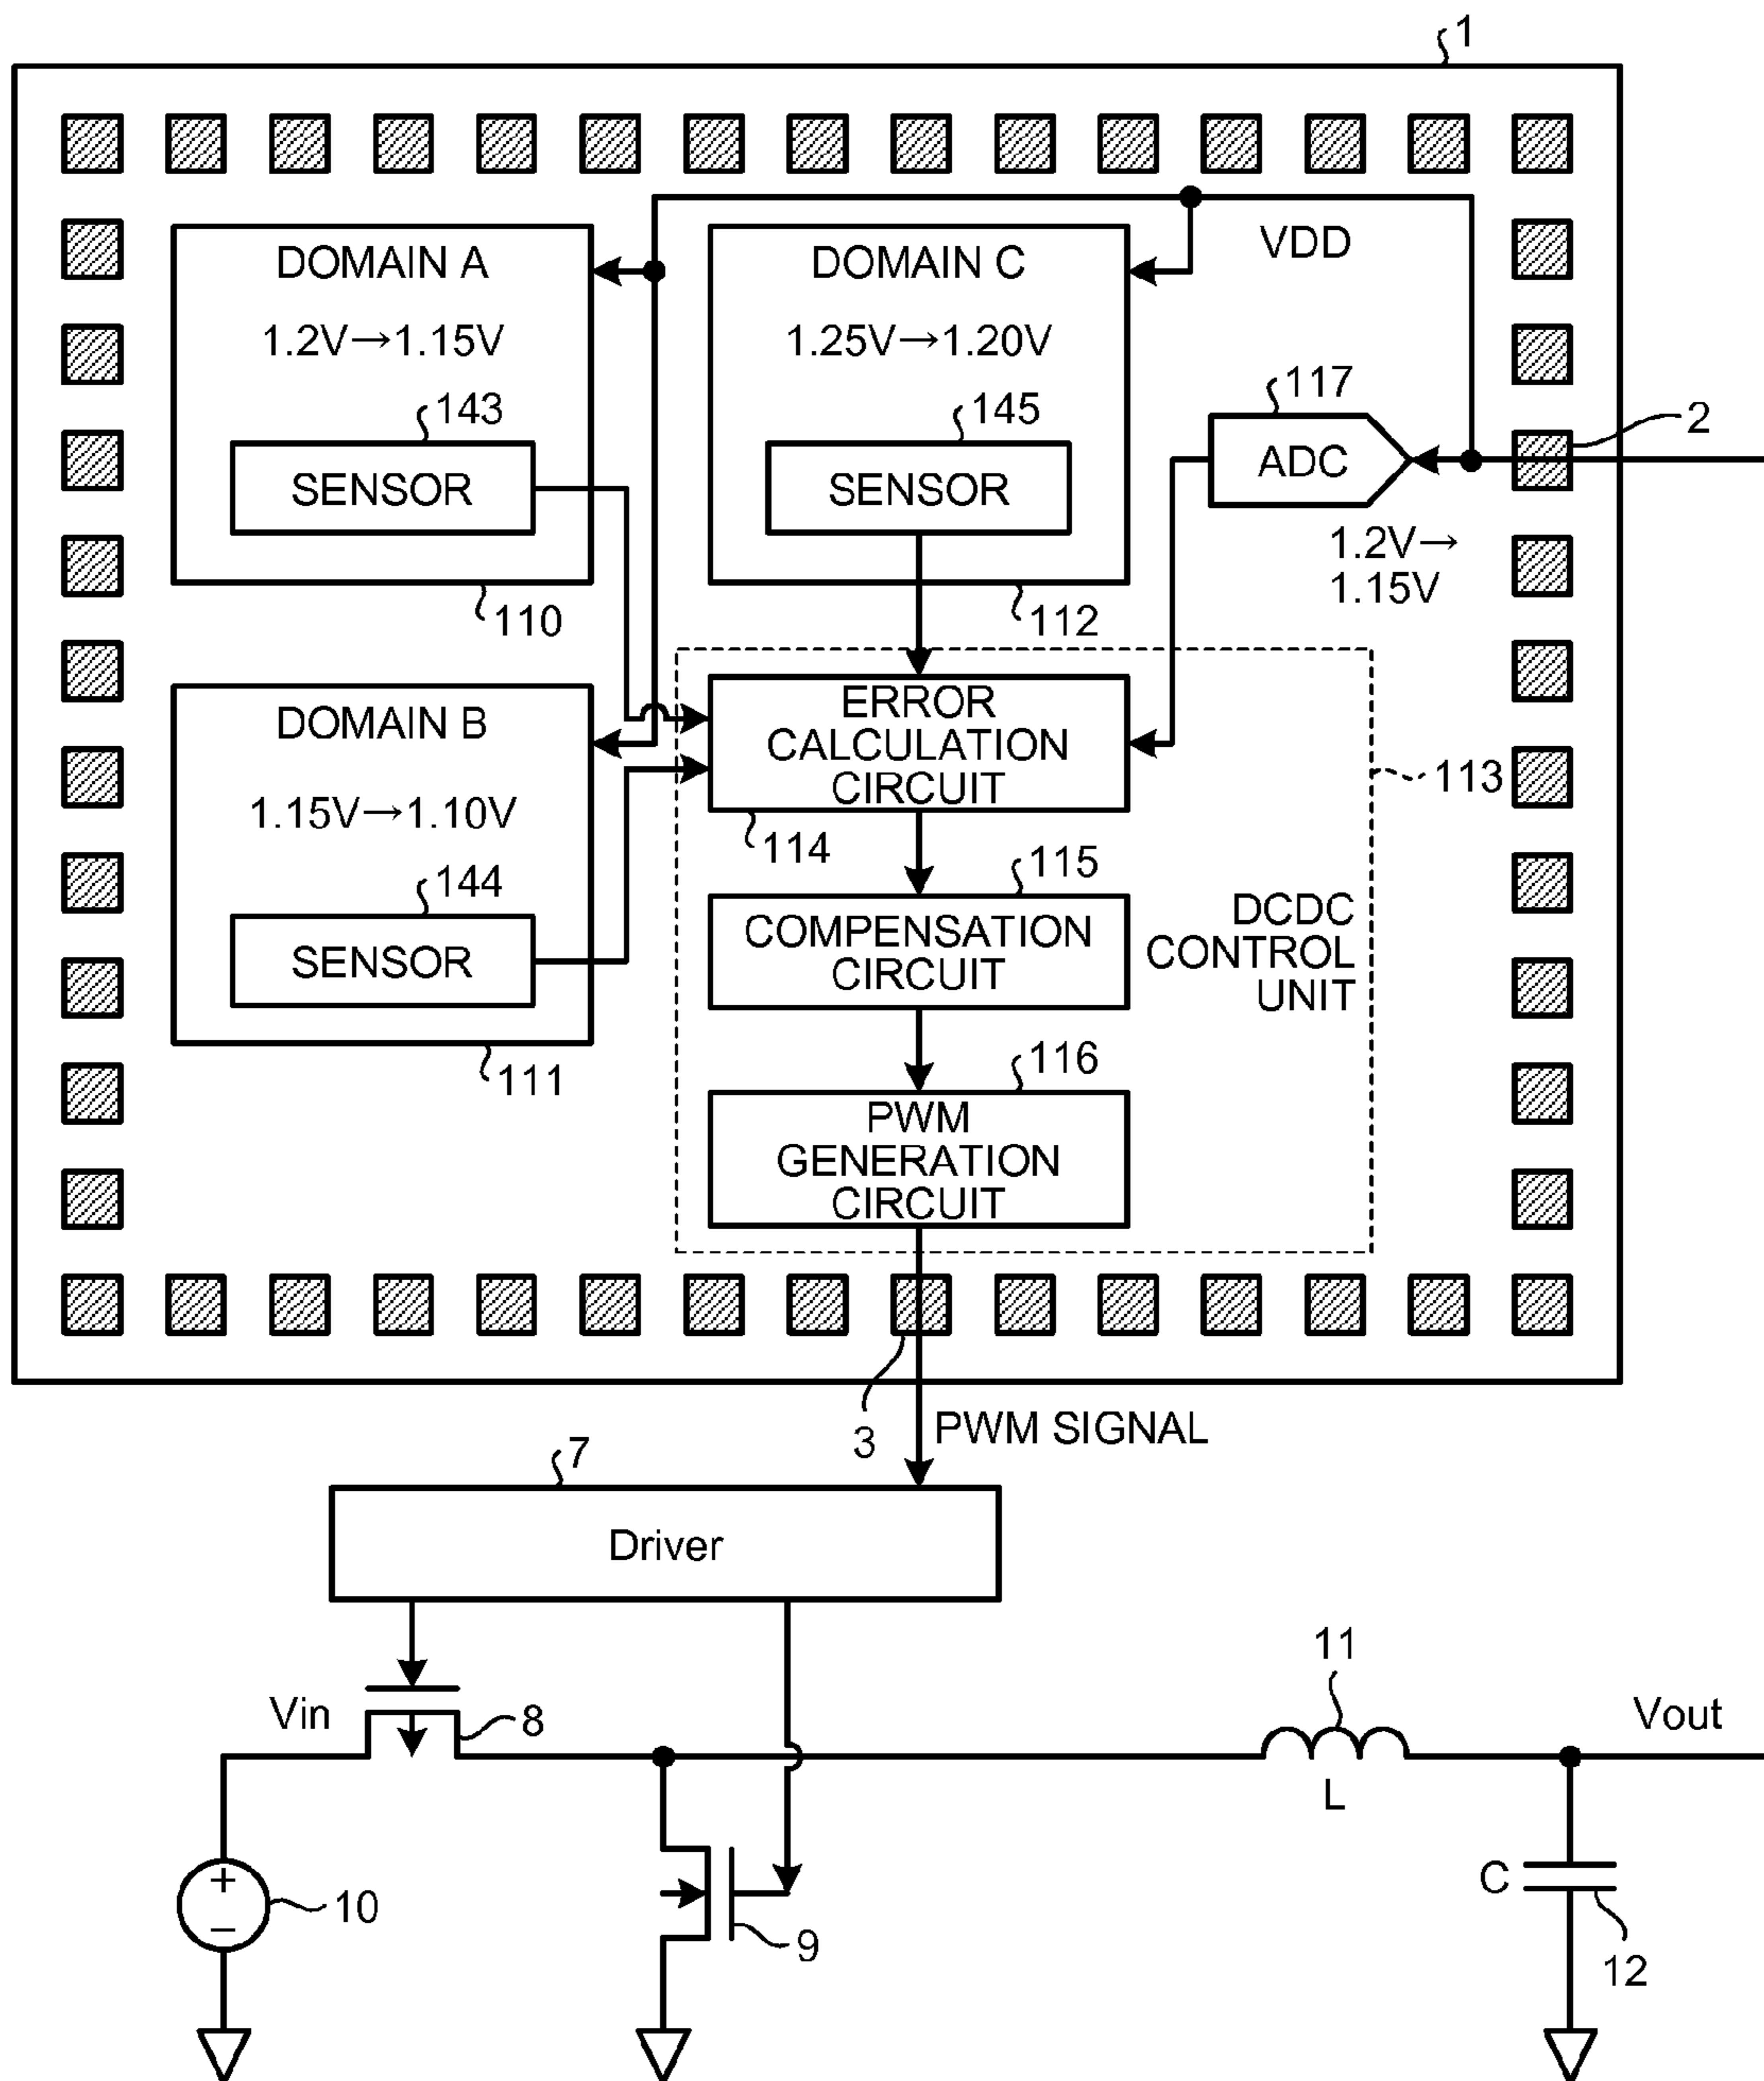 1
DOMAIN A
1.2V→1.15V
143
SENSOR
110
DOMAIN C
1.25V→1.20V
145
SENSOR
112
VDD
117
ADC
2
1.2V→
1.15V
DOMAIN B
1.15V→1.10V
144
SENSOR
111
ERROR
CALCULATION
CIRCUIT
114
113
115
COMPENSATION
CIRCUIT
DCDC
CONTROL
UNIT
116
PWM
GENERATION
CIRCUIT
3
PWM SIGNAL
7
Driver
Vin
8
11
L
Vout
10
+
−
9
C
12